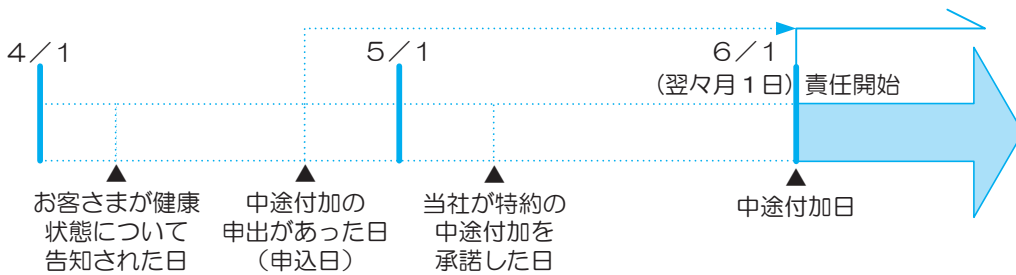 4／1
5／1
6／1
（翌々月１日）責任開始
お客さまが健康
状態について
告知された日
中途付加の
申出があった日
（申込日）
当社が特約の
中途付加を
承諾した日
中途付加日